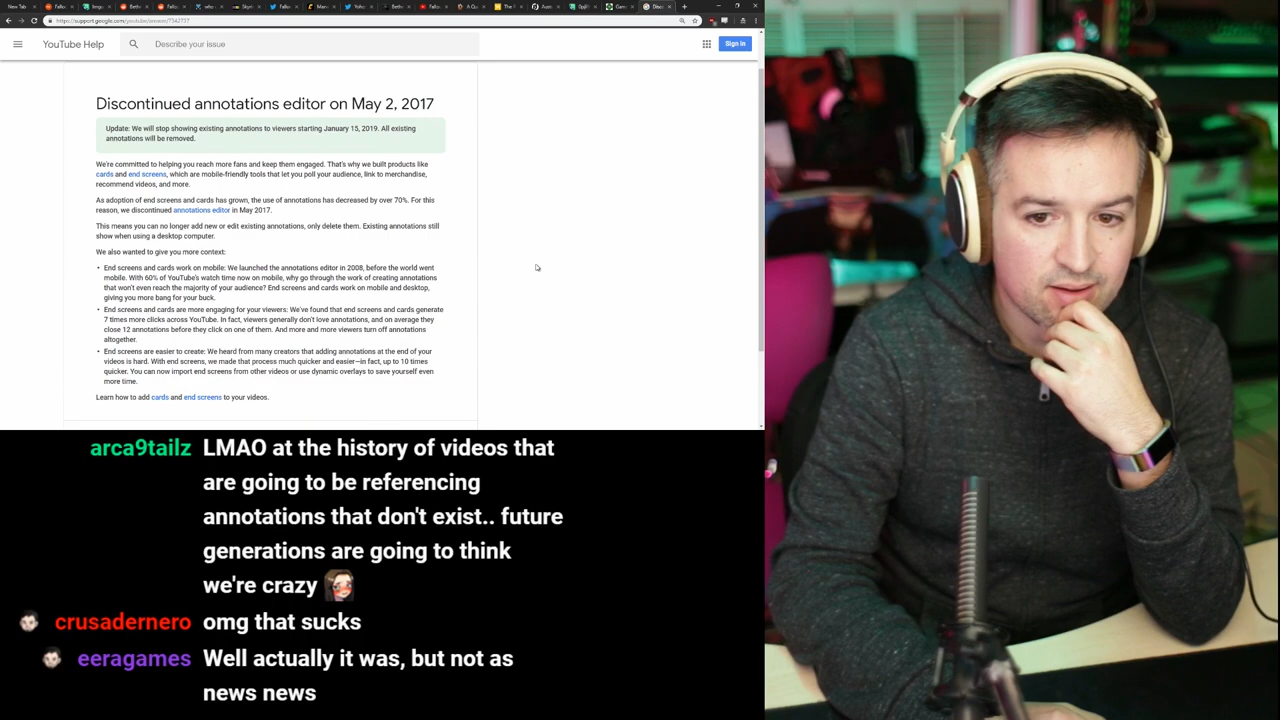 New Tab
https://support.google.com/youtube/answer/7342737
YouTube Help
Describe your issue
Sign in
Discontinued annotations editor on May 2, 2017
Update: We will stop showing existing annotations to viewers starting January 15, 2019. All existing
annotations will be removed.
We're committed to helping you reach more fans and keep them engaged. That's why we built products like
cards and end screens, which are mobile-friendly tools that let you poll your audience, link to merchandise,
recommend videos, and more.
As adoption of end screens and cards has grown, the use of annotations has decreased by over 70%. For this
reason, we discontinued annotations editor in May 2017.
This means you can no longer add new or edit existing annotations, only delete them. Existing annotations still
show when using a desktop computer.
We also wanted to give you more context:
• End screens and cards work on mobile: We launched the annotations editor in 2008, before the world went
mobile. With 60% of YouTube's watch time now on mobile, why go through the work of creating annotations
that won't even reach the majority of your audience? End screens and cards work on mobile and desktop,
giving you more bang for your buck.
• End screens and cards are more engaging for your viewers: We've found that end screens and cards generate
7 times more clicks across YouTube. In fact, viewers generally don't love annotations, and on average they
close 12 annotations before they click on one of them. And more and more viewers turn off annotations
altogether.
• End screens are easier to create: We heard from many creators that adding annotations at the end of your
videos is hard. With end screens, we made that process much quicker and easier—in fact, up to 10 times
quicker. You can now import end screens from other videos or use dynamic overlays to save yourself even
more time.
Learn how to add cards and end screens to your videos.
arca9tailz LMAO at the history of videos that
are going to be referencing
annotations that don't exist.. future
generations are going to think
we're crazy
crusadernero omg that sucks
eeragames Well actually it was, but not as
news news